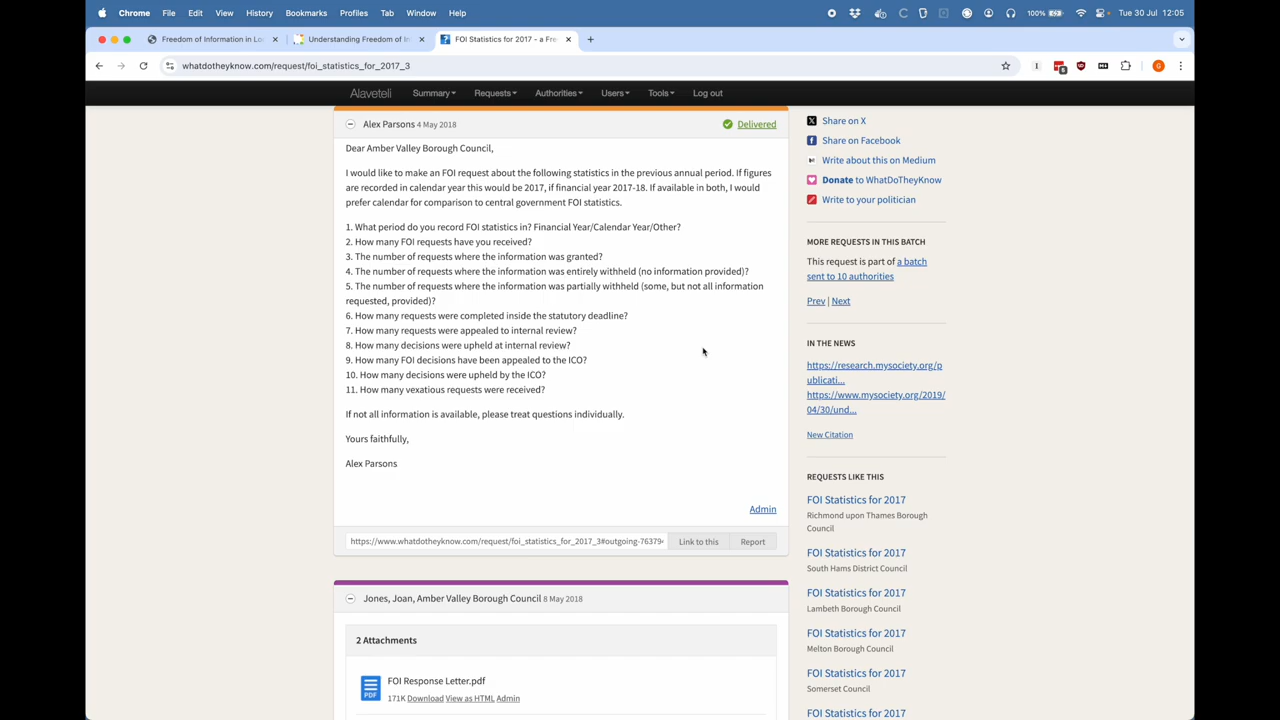 Chrome File Edit View History Bookmarks Profiles Tab Window Help 100% Tue 30 Jul 12:05
Freedom of Information in Lo
Understanding Freedom of In
FOI Statistics for 2017 - a Fre
whatdotheyknow.com/request/foi_statistics_for_2017_3
Alaveteli Summary Requests Authorities Users Tools Log out
Alex Parsons 4 May 2018 Delivered
Dear Amber Valley Borough Council,
I would like to make an FOI request about the following statistics in the previous annual period. If figures
are recorded in calendar year this would be 2017, if financial year 2017-18. If available in both, I would
prefer calendar for comparison to central government FOI statistics.
1. What period do you record FOI statistics in? Financial Year/Calendar Year/Other?
2. How many FOI requests have you received?
3. The number of requests where the information was granted?
4. The number of requests where the information was entirely withheld (no information provided)?
5. The number of requests where the information was partially withheld (some, but not all information
requested, provided)?
6. How many requests were completed inside the statutory deadline?
7. How many requests were appealed to internal review?
8. How many decisions were upheld at internal review?
9. How many FOI decisions have been appealed to the ICO?
10. How many decisions were upheld by the ICO?
11. How many vexatious requests were received?
If not all information is available, please treat questions individually.
Yours faithfully,
Alex Parsons
Admin
https://www.whatdotheyknow.com/request/foi_statistics_for_2017_3#outgoing-76379 Link to this Report
Jones, Joan, Amber Valley Borough Council 8 May 2018
2 Attachments
FOI Response Letter.pdf
PDF
171K Download View as HTML Admin
Share on X
Share on Facebook
Write about this on Medium
Donate to WhatDoTheyKnow
Write to your politician
MORE REQUESTS IN THIS BATCH
This request is part of a batch
sent to 10 authorities
Prev | Next
IN THE NEWS
https://research.mysociety.org/p
ublicati...
https://www.mysociety.org/2019/
04/30/und...
New Citation
REQUESTS LIKE THIS
FOI Statistics for 2017
Richmond upon Thames Borough
Council
FOI Statistics for 2017
South Hams District Council
FOI Statistics for 2017
Lambeth Borough Council
FOI Statistics for 2017
Melton Borough Council
FOI Statistics for 2017
Somerset Council
FOI Statistics for 2017